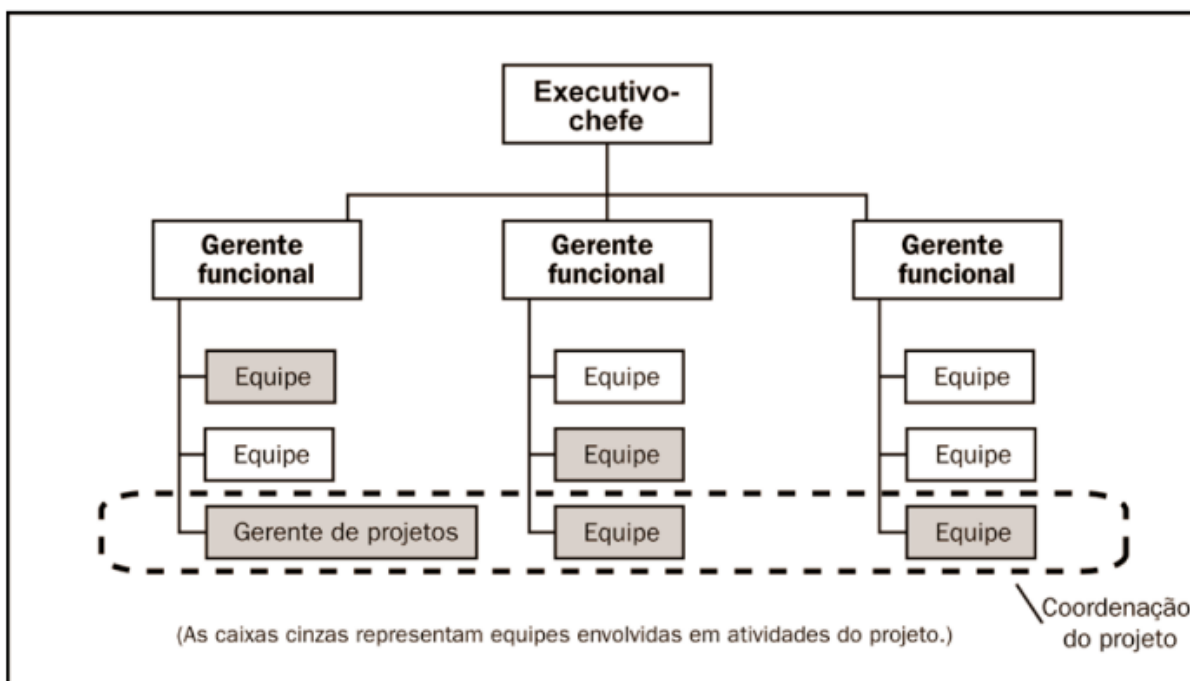 Executivo-
chefe
Gerente
funcional
Gerente
funcional
Gerente
funcional
Equipe
Equipe
Equipe
Equipe
Equipe
Equipe
Gerente de projetos
Equipe
Equipe
(As caixas cinzas representam equipes envolvidas em atividades do projeto.)
Coordenação
do projeto